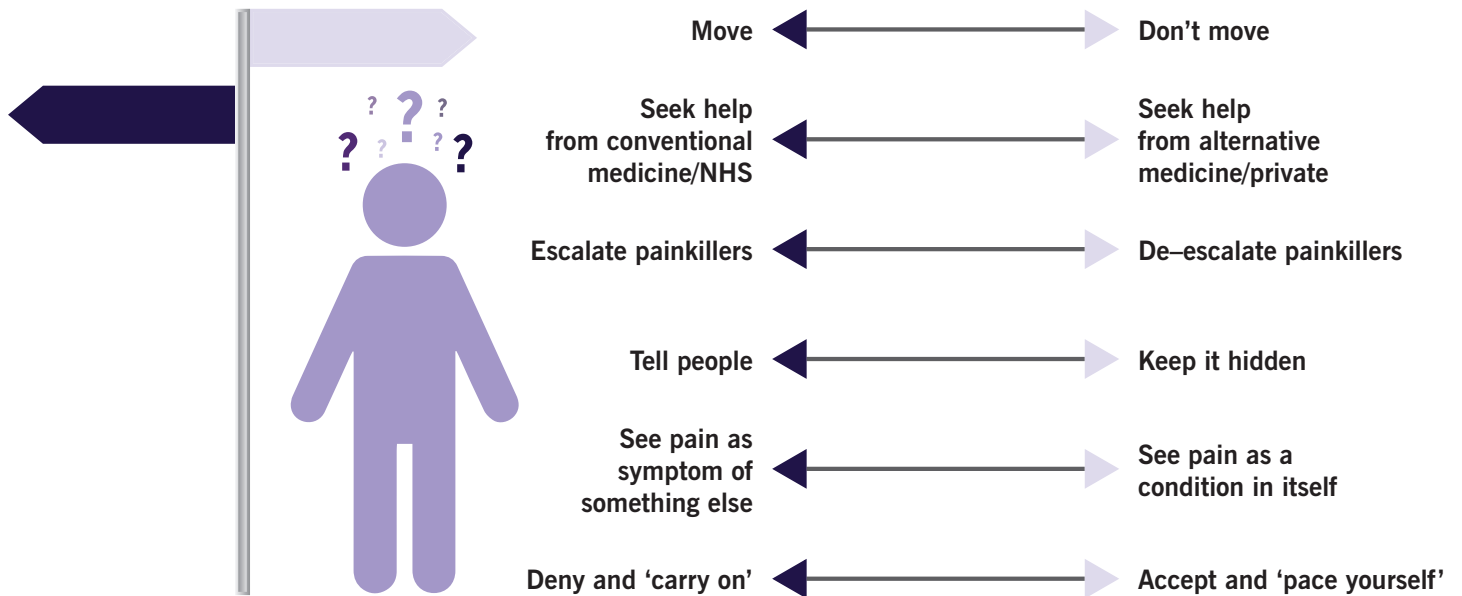 ? ? ?
? ? ? ?
Move
Don’t move
Seek help
from conventional
medicine/NHS
Seek help
from alternative
medicine/private
Escalate painkillers
De–escalate painkillers
Tell people
Keep it hidden
See pain as
symptom of
something else
See pain as a
condition in itself
Deny and ‘carry on’
Accept and ‘pace yourself’